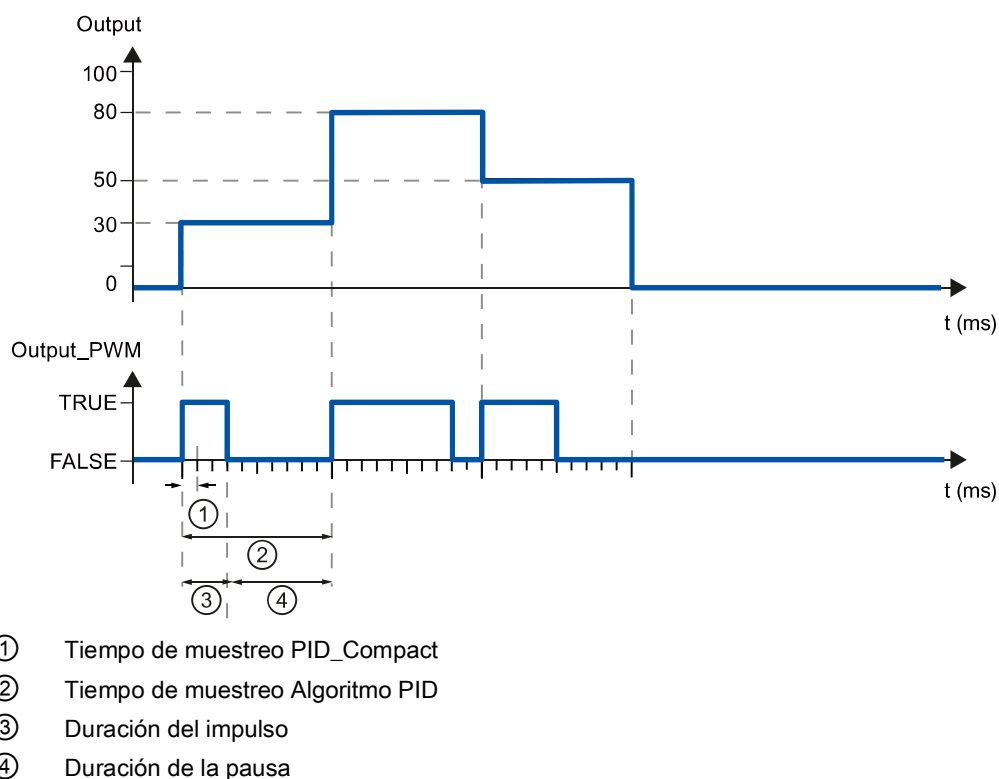 Output
100
80
50
30
0
t (ms)
Output_PWM
TRUE
FALSE
t (ms)
①
②
③ ④
① Tiempo de muestreo PID_Compact
② Tiempo de muestreo Algoritmo PID
③ Duración del impulso
④ Duración de la pausa